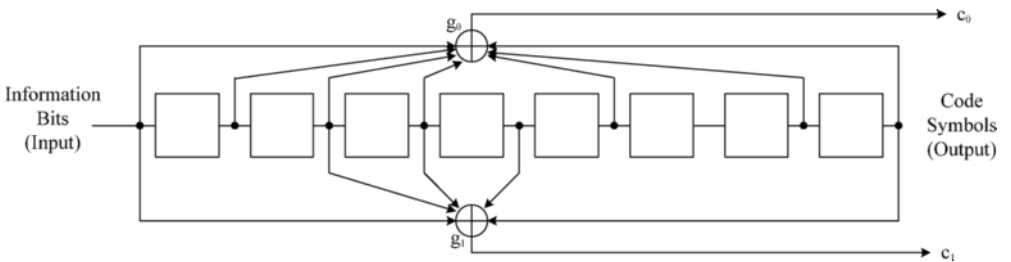 g₀
c₀
Information
Bits
(Input)
Code
Symbols
(Output)
g₁
c₁